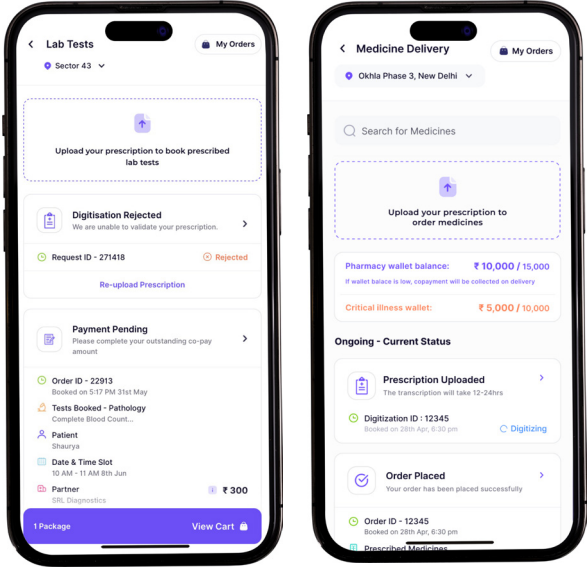 Lab Tests
My Orders
Sector 43
Upload your prescription to book prescribed
lab tests
Digitisation Rejected
We are unable to validate your prescription.
Request ID - 271418
Rejected
Re-upload Prescription
Payment Pending
Please complete your outstanding co-pay
amount
Order ID - 22913
Booked on 5:17 PM 31st May
Tests Booked - Pathology
Complete Blood Count...
Patient
Shaurya
Date & Time Slot
10 AM - 11 AM 8th Jun
Partner
₹ 300
SRL Diagnostics
1 Package
View Cart
Medicine Delivery
My Orders
Okhla Phase 3, New Delhi
Search for Medicines
Upload your prescription to
order medicines
Pharmacy wallet balance:
₹ 10,000 / 15,000
If wallet balace is low, copayment will be collected on delivery
Critical illness wallet:
₹ 5,000 / 10,000
Ongoing - Current Status
Prescription Uploaded
The transcription will take 12-24hrs
Digitization ID : 12345
Booked on 28th Apr, 6:30 pm
Digitizing
Order Placed
Your order has been placed successfully
Order ID - 12345
Booked on 28th Apr, 6:30 pm
Prescribed Medicines